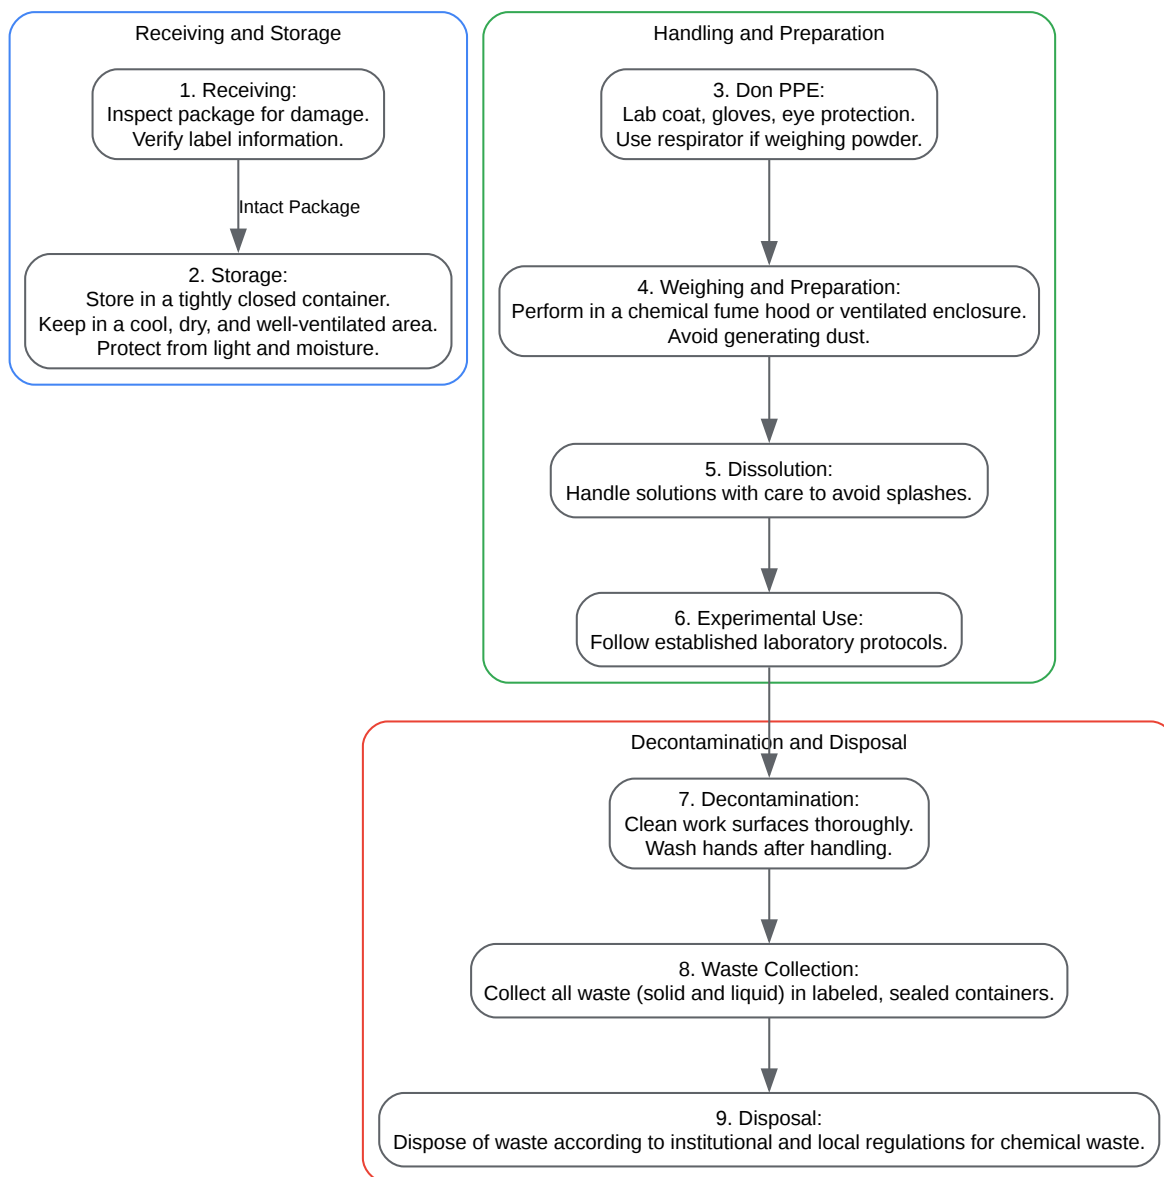 Receiving and Storage
1. Receiving:
Inspect package for damage.
Verify label information.
Intact Package
2. Storage:
Store in a tightly closed container.
Keep in a cool, dry, and well-ventilated area.
Protect from light and moisture.
Handling and Preparation
3. Don PPE:
Lab coat, gloves, eye protection.
Use respirator if weighing powder.
4. Weighing and Preparation:
Perform in a chemical fume hood or ventilated enclosure.
Avoid generating dust.
5. Dissolution:
Handle solutions with care to avoid splashes.
6. Experimental Use:
Follow established laboratory protocols.
Decontamination and Disposal
7. Decontamination:
Clean work surfaces thoroughly.
Wash hands after handling.
8. Waste Collection:
Collect all waste (solid and liquid) in labeled, sealed containers.
9. Disposal:
Dispose of waste according to institutional and local regulations for chemical waste.